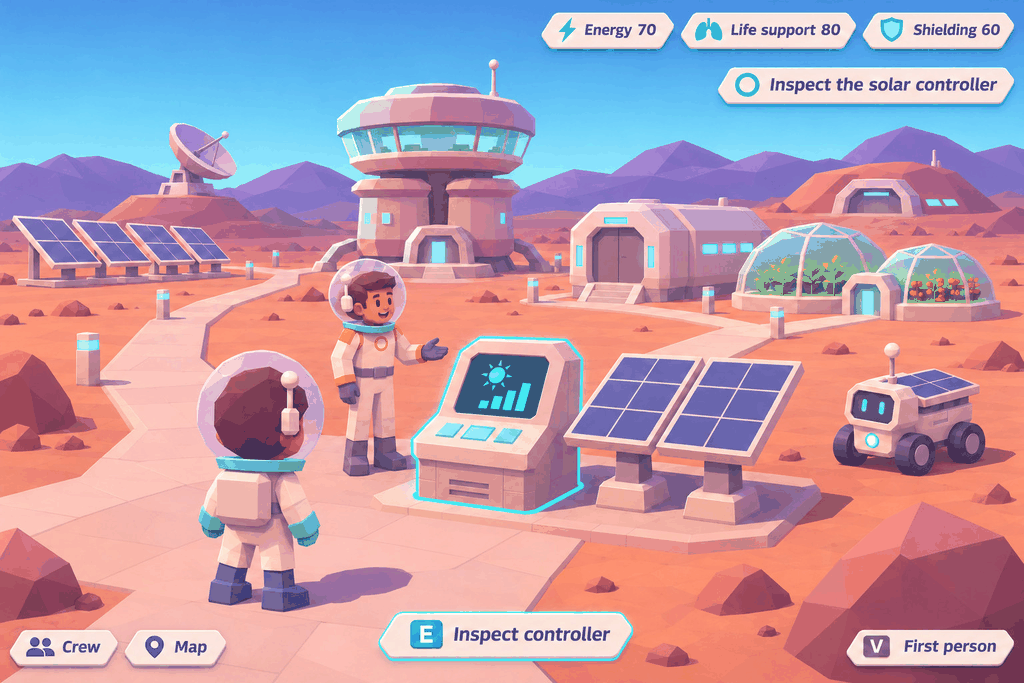 Energy 70
Life support 80
Shielding 60
Inspect the solar controller
Crew
Map
E Inspect controller
V First person